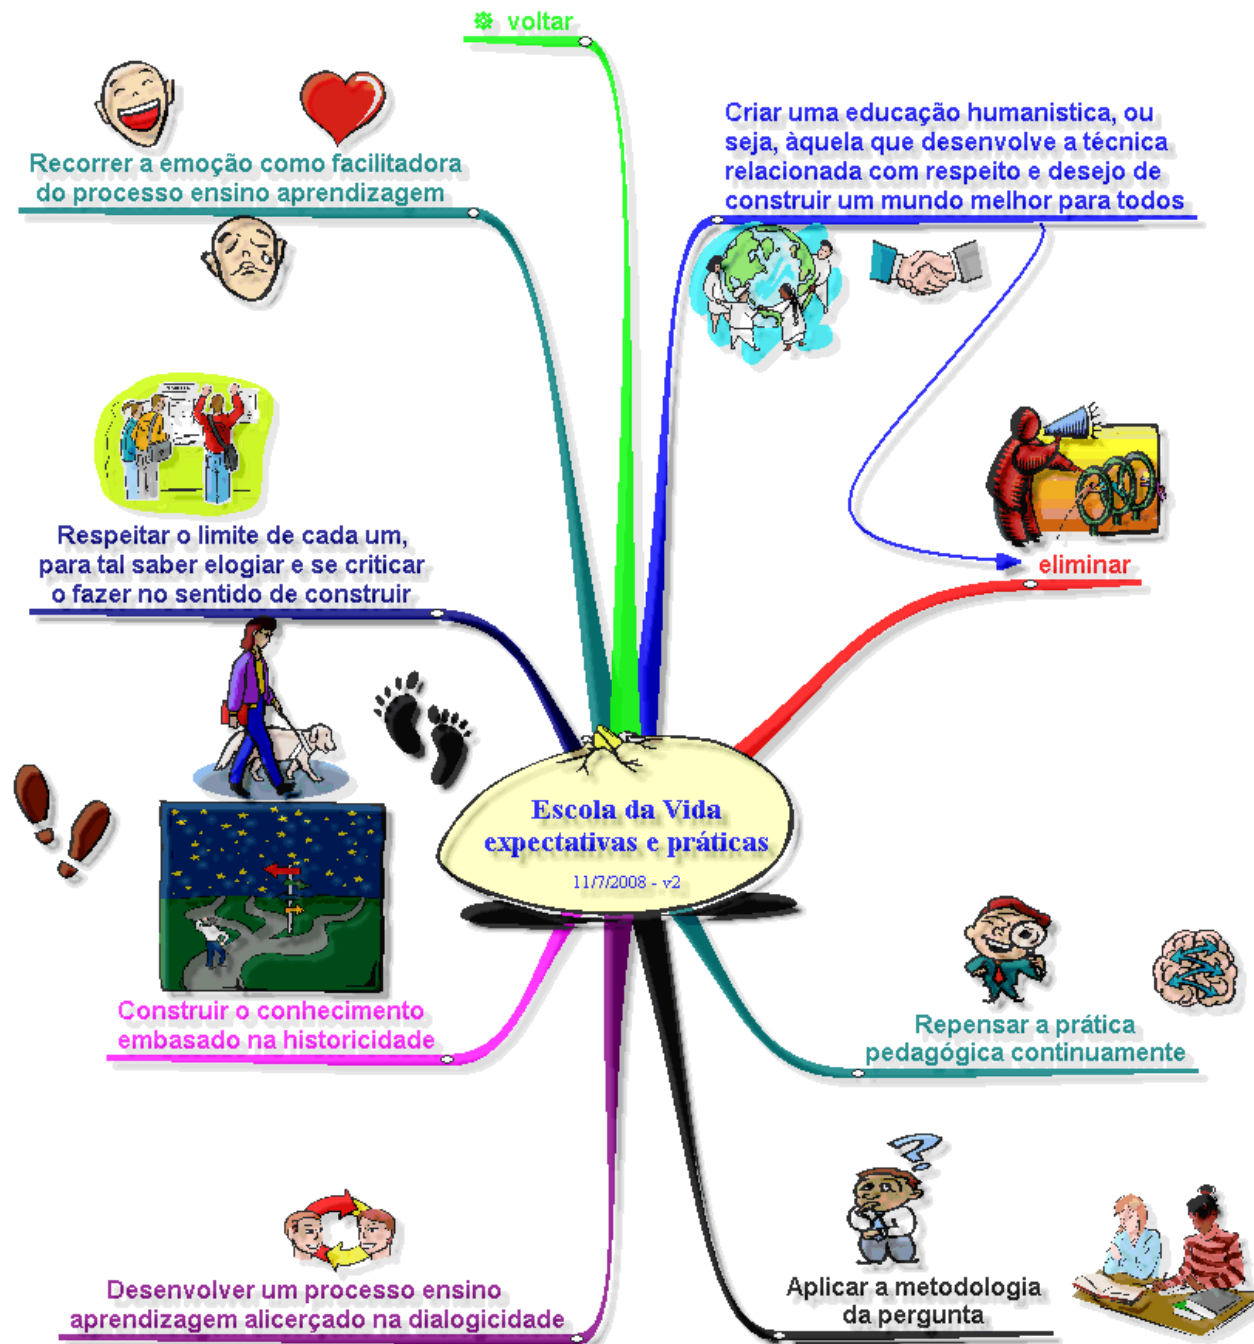 voltar
Criar uma educação humanistica, ou
seja, àquela que desenvolve a técnica
relacionada com respeito e desejo de
construir um mundo melhor para todos
Recorrer a emoção como facilitadora
do processo ensino aprendizagem
eliminar
Respeitar o limite de cada um,
para tal saber elogiar e se criticar
o fazer no sentido de construir
Escola da Vida
expectativas e práticas
11/7/2008 - v2
Construir o conhecimento
embasado na historicidade
Repensar a prática
pedagógica continuamente
Desenvolver um processo ensino
aprendizagem alicerçado na dialogicidade
Aplicar a metodologia
da pergunta